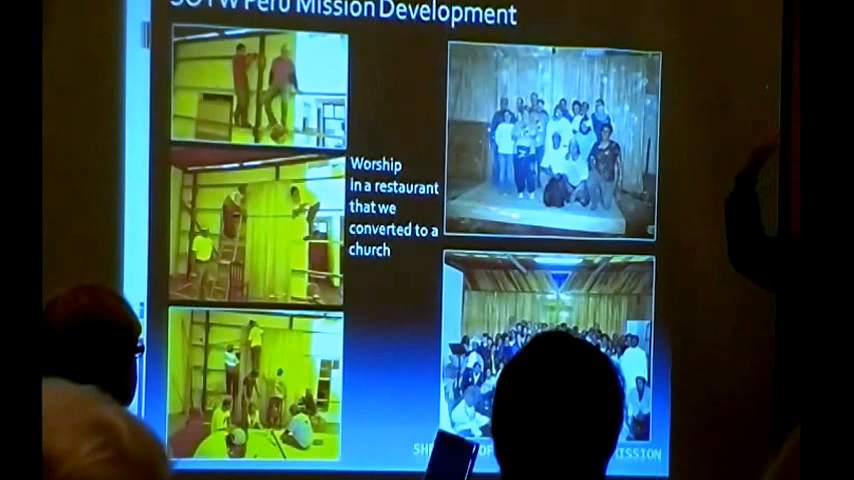 Peru Mission Development
Worship
In a restaurant
that we
converted to a
church